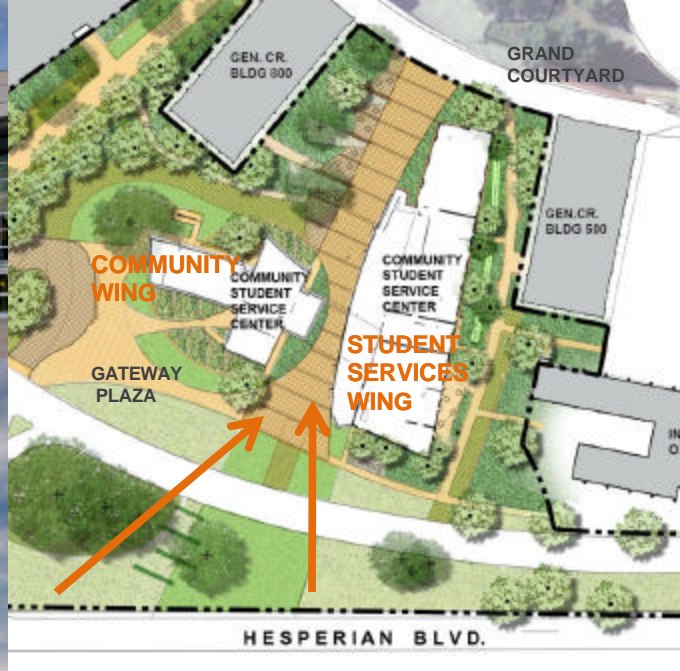 GEN. CR.
BLDG 800
GRAND
COURTYARD
GEN.CR.
BLDG 500
COMMUNITY
WING
COMMUNITY
STUDENT
SERVICE
CENTER
COMMUNITY
STUDENT
SERVICE
CENTER
STUDENT
SERVICES
WING
GATEWAY
PLAZA
HESPERIAN BLVD.